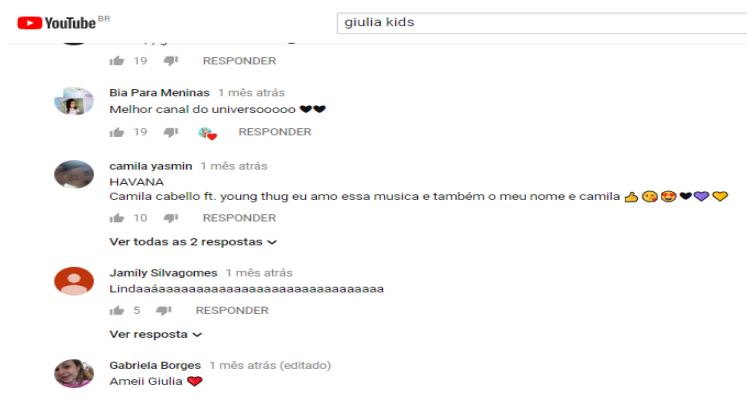 YouTube BR
giulia kids
19 RESPONDER
Bia Para Meninas 1 mês atrás
Melhor canal do universooooo 🖤🖤
19 RESPONDER
camila yasmin 1 mês atrás
HAVANA
Camila cabello ft. young thug eu amo essa musica e também o meu nome e camila 👍😘😍🖤💜💛
10 RESPONDER
Ver todas as 2 respostas
Jamily Silvagomes 1 mês atrás
Lindaaáaaaaaaaaaaaaaaaaaaaaaaaaaaaaaaa
5 RESPONDER
Ver resposta
Gabriela Borges 1 mês atrás (editado)
Ameii Giulia ❤️